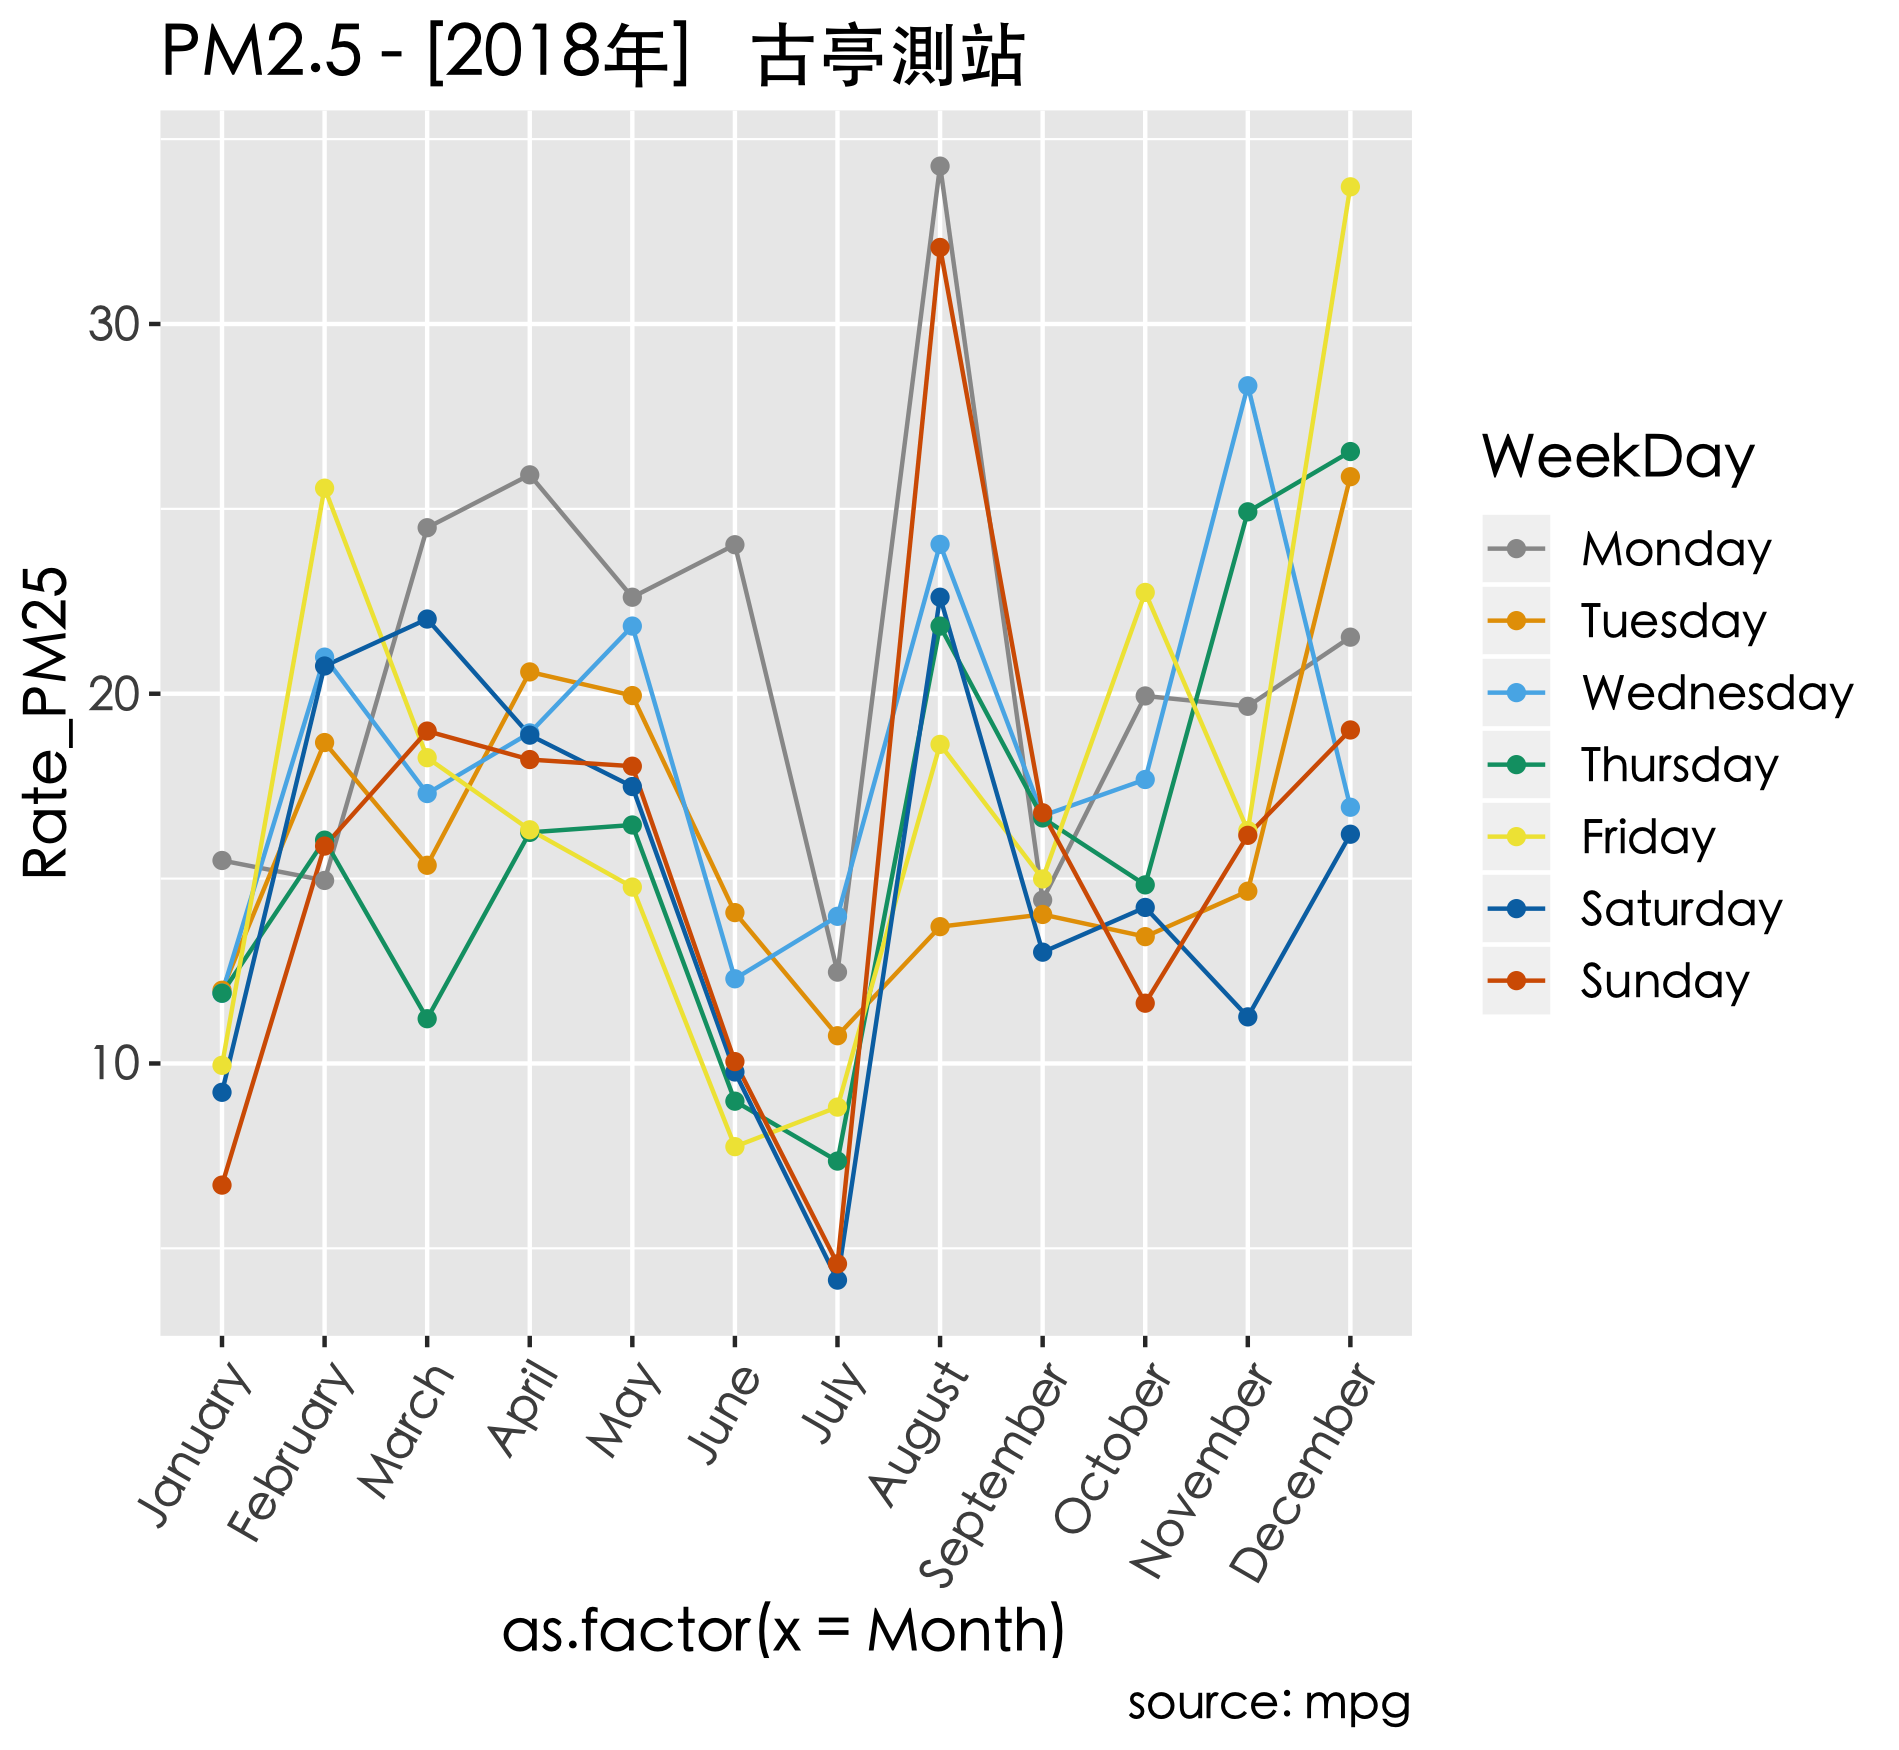 PM2.5 - [2018年] 古亭測站
Rate_PM25
30
20
10
January
February
March
April
May
June
July
August
September
October
November
December
as.factor(x = Month)
WeekDay
Monday
Tuesday
Wednesday
Thursday
Friday
Saturday
Sunday
source: mpg